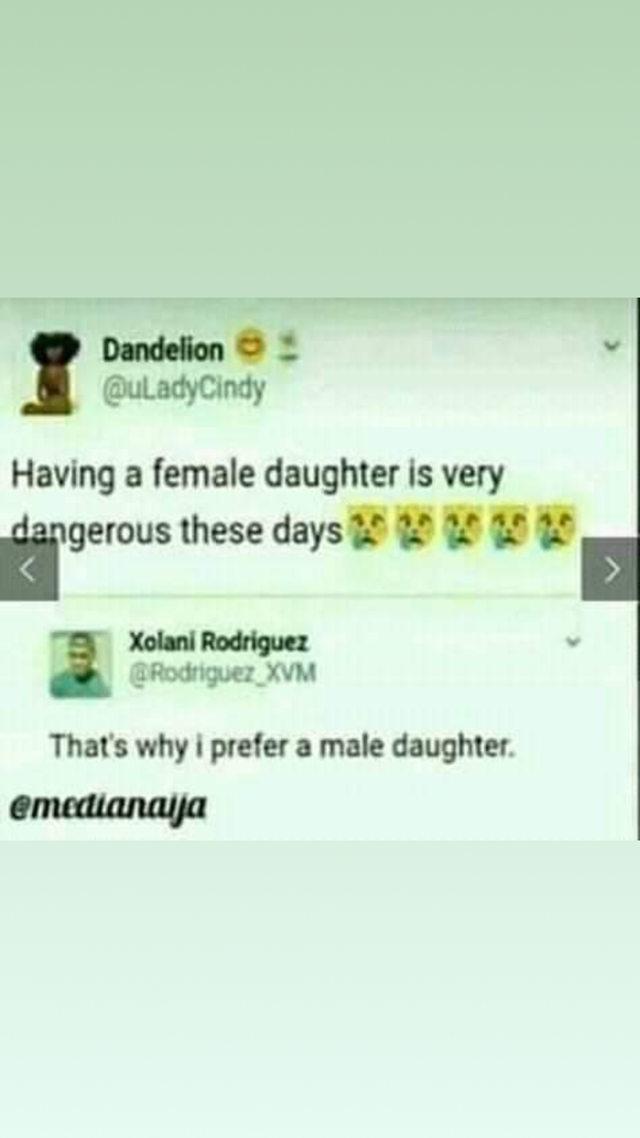 Dandelion 😊
@uLadyCindy
Having a female daughter is very
dangerous these days😢😢😢😢😢
Xolani Rodriguez
@Rodriguez_XVM
That's why i prefer a male daughter.
@medianaija